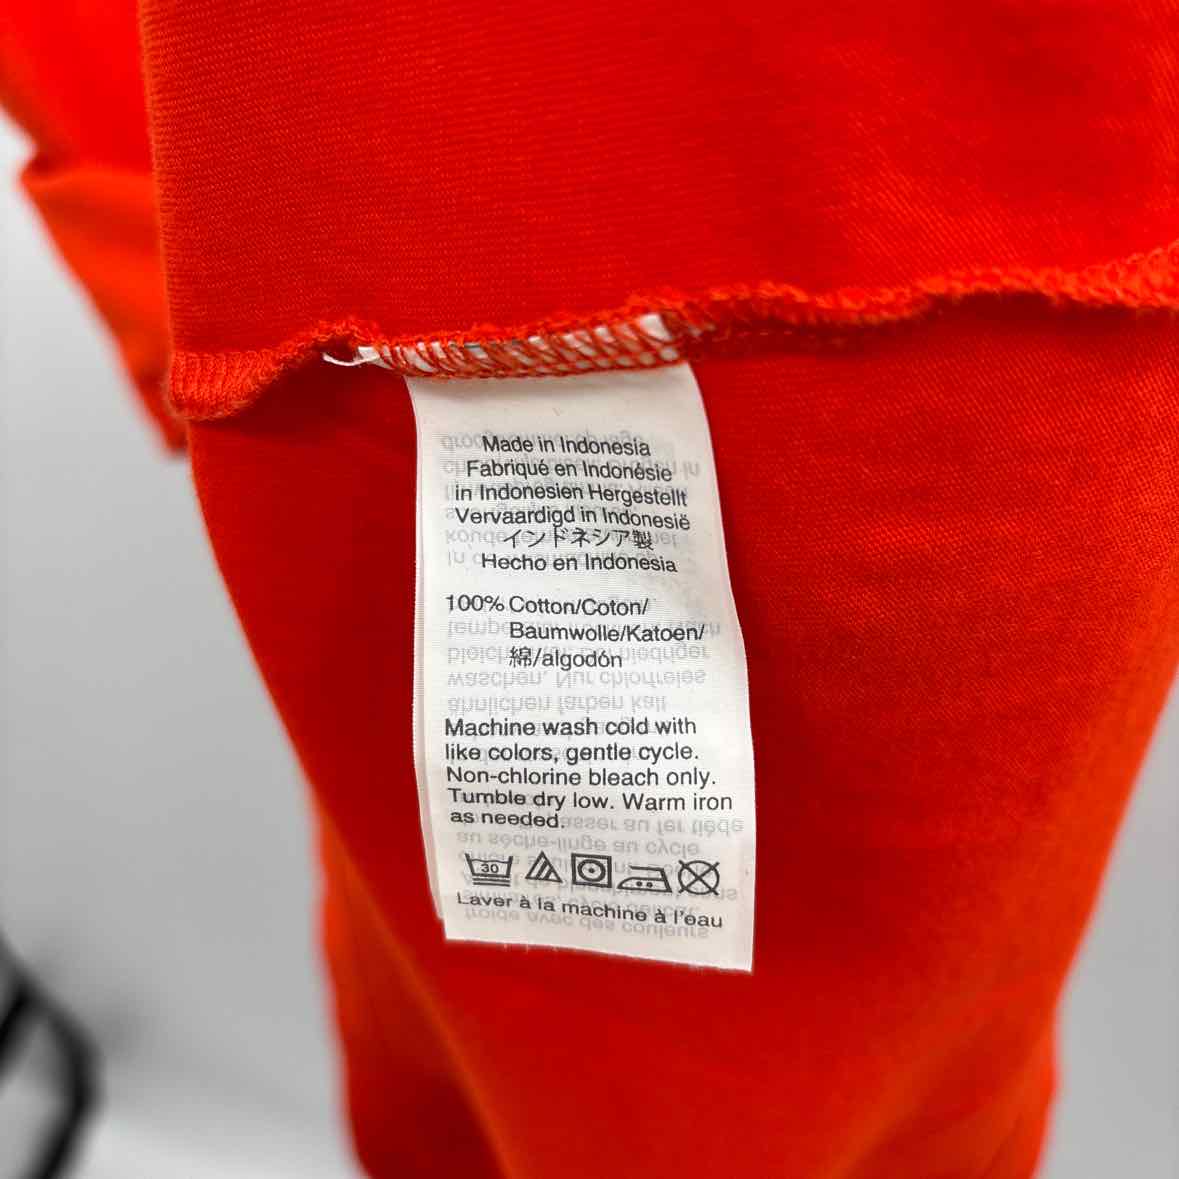 Made in Indonesia
Fabriqué en Indonésie
in Indonesien Hergestellt
Vervaardigd in Indonesië
インドネシア製
Hecho en Indonesia
100% Cotton/Coton/
Baumwolle/Katoen/
綿/algodón
Machine wash cold with
like colors, gentle cycle.
Non-chlorine bleach only.
Tumble dry low. Warm iron
as needed.
30
Laver à la machine à l'eau